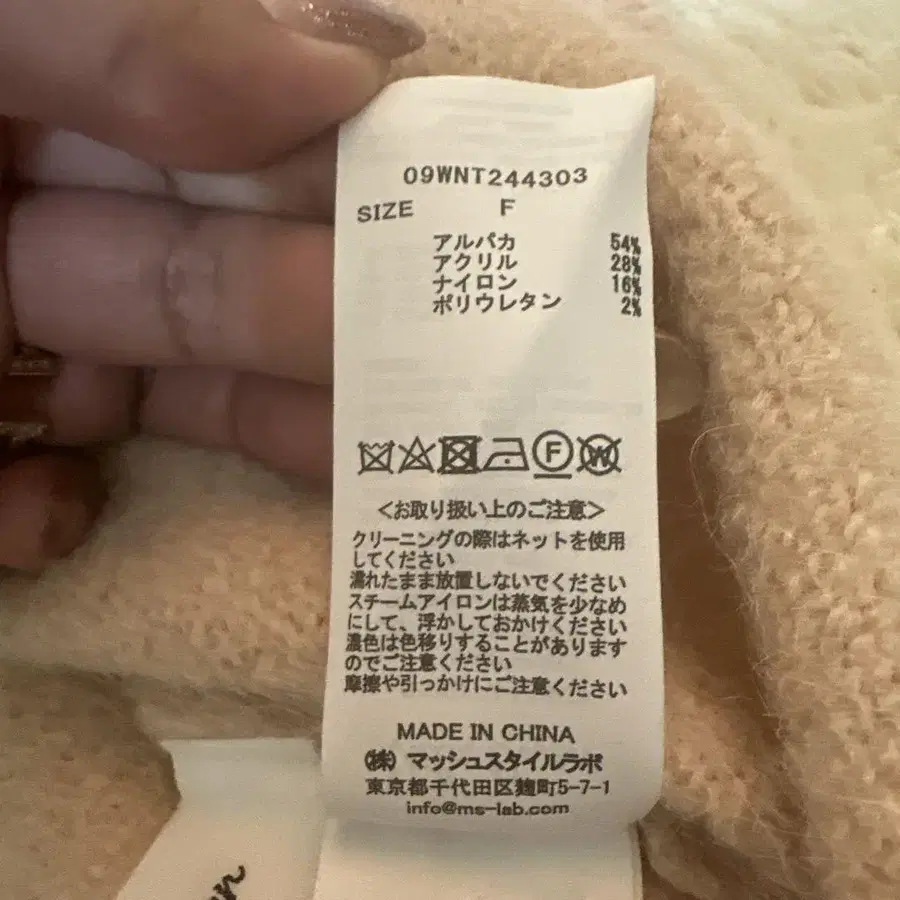 09WNT244303
SIZE F
アルパカ 54%
アクリル 28%
ナイロン 16%
ポリウレタン 2%
F W
<お取り扱い上のご注意>
クリーニングの際はネットを使用
してください
濡れたまま放置しないでください
スチームアイロンは蒸気を少なめ
にして、浮かしておかけください
濃色は色移りすることがあります
のでご注意ください
摩擦や引っかけにご注意ください
MADE IN CHINA
(株) マッシュスタイルラボ
東京都千代田区麹町5-7-1
info@ms-lab.com